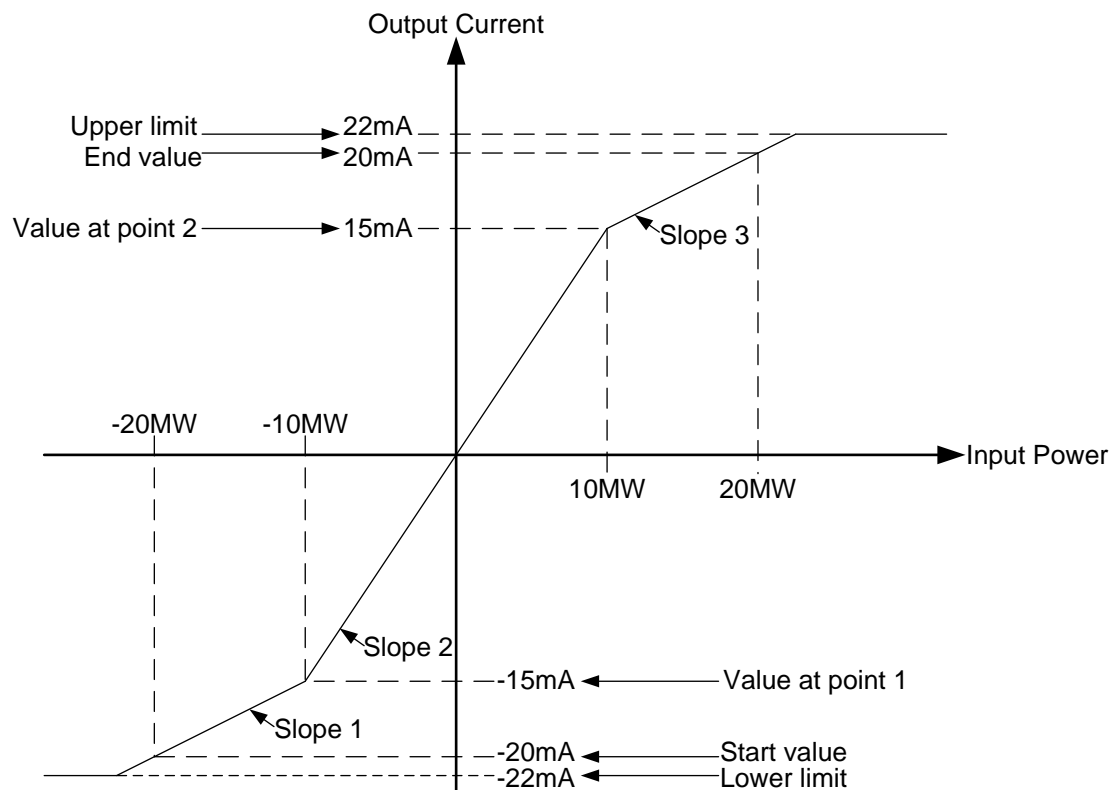 Output Current
Upper limit 22mA
End value 20mA
Value at point 2 15mA
Slope 3
-20MW -10MW
Input Power
10MW 20MW
Slope 2
-15mA Value at point 1
Slope 1
-20mA Start value
-22mA Lower limit